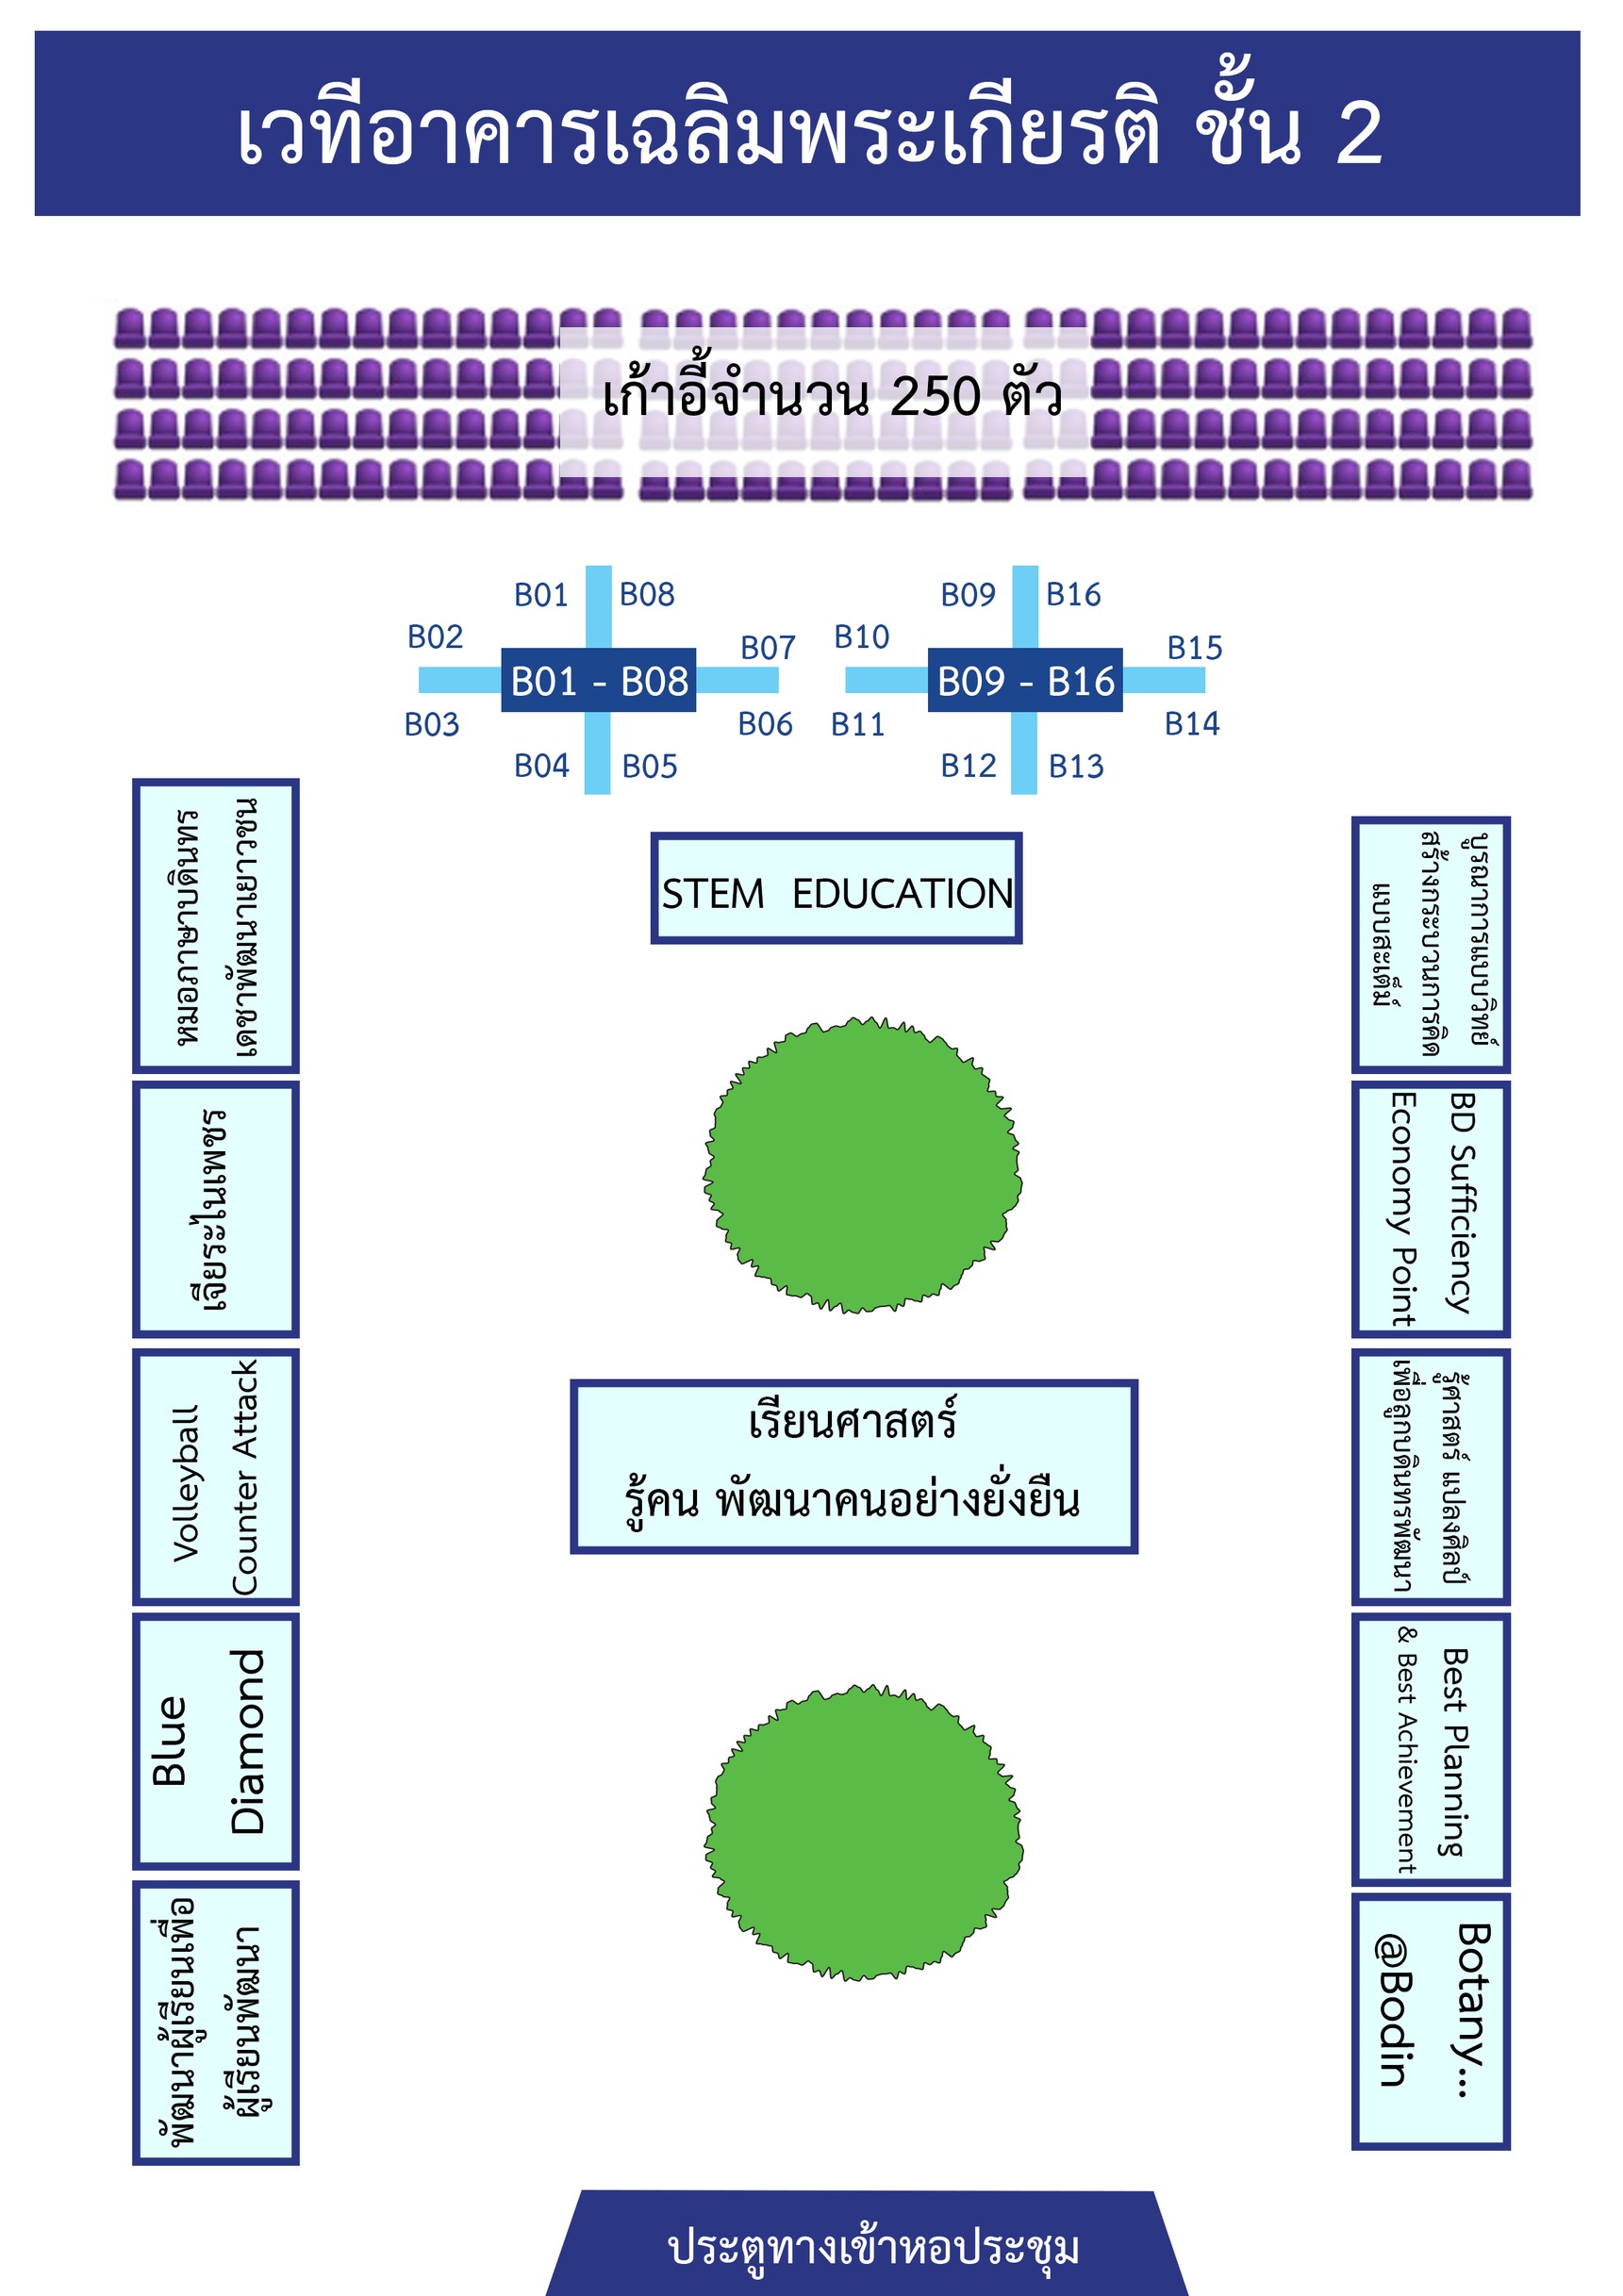 เวทีอาคารเฉลิมพระเกียรติ ชั้น 2
เก้าอี้จำนวน 250 ตัว
B01
B08
B02
B07
B01 - B08
B03
B06
B04
B05
B09
B16
B10
B15
B09 - B16
B11
B14
B12
B13
STEM EDUCATION
หมอภาษาบดินทร
เดชาพัฒนาเยาวชน
เจียระไนเพชร
Volleyball
Counter Attack
Blue
Diamond
พัฒนาผู้เรียนเพื่อ
ผู้เรียนพัฒนา
เรียนศาสตร์
รู้คน พัฒนาคนอย่างยั่งยืน
บูรณาการแบบวิทย์
สร้างกระบวนการคิด
แบบสะเต็ม
BD Sufficiency
Economy Point
รู้ศาสตร์ แปลงศิลป์
เพื่อลูกบดินทรพัฒนา
Best Planning
& Best Achievement
Botany...
@Bodin
ประตูทางเข้าหอประชุม